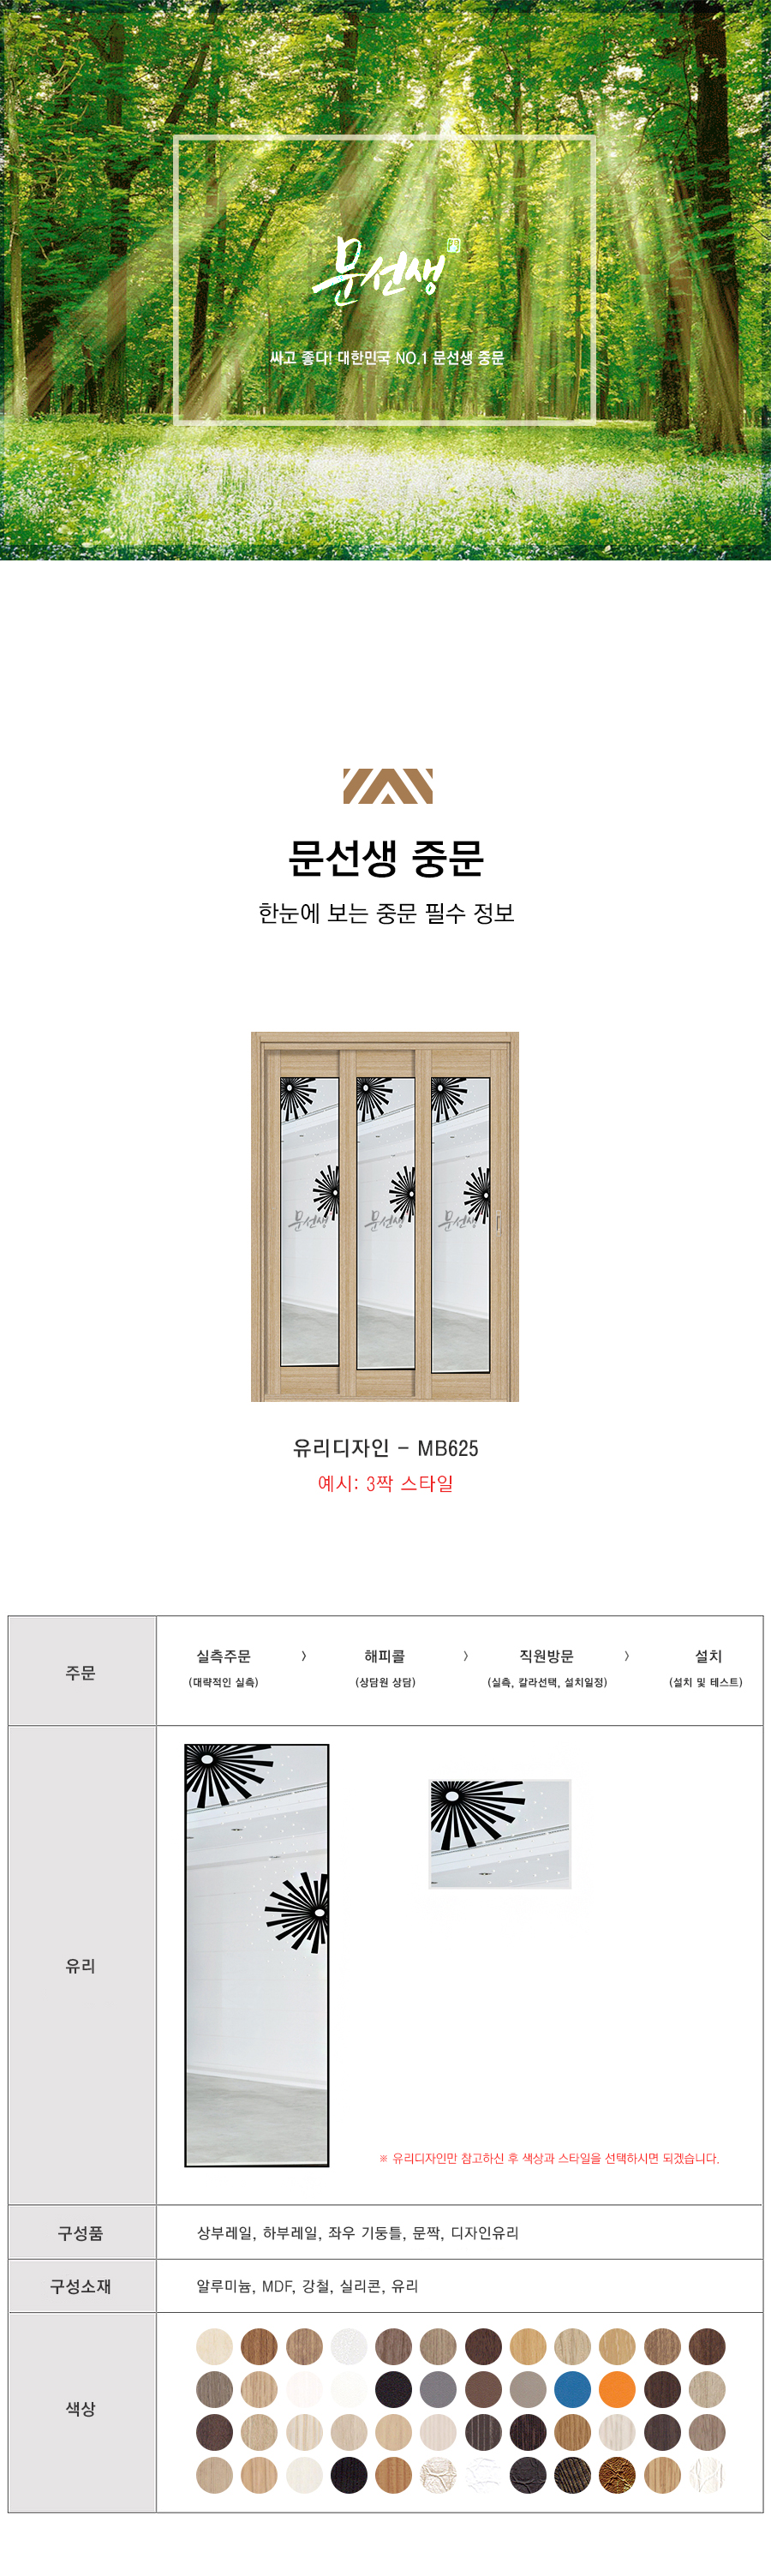 문선생
싸고 좋다! 대한민국 NO.1 문선생 중문
문선생 중문
한눈에 보는 중문 필수 정보
문선생 문선생 문선생
유리디자인 - MB625
예시: 3짝 스타일
주문
실측주문 > 해피콜 > 직원방문 > 설치
(대략적인 실측) (상담원 상담) (실측, 칼라선택, 설치일정) (설치 및 테스트)
유리
※ 유리디자인만 참고하신 후 색상과 스타일을 선택하시면 되겠습니다.
구성품
상부레일, 하부레일, 좌우 기둥틀, 문짝, 디자인유리
구성소재
알루미늄, MDF, 강철, 실리콘, 유리
색상